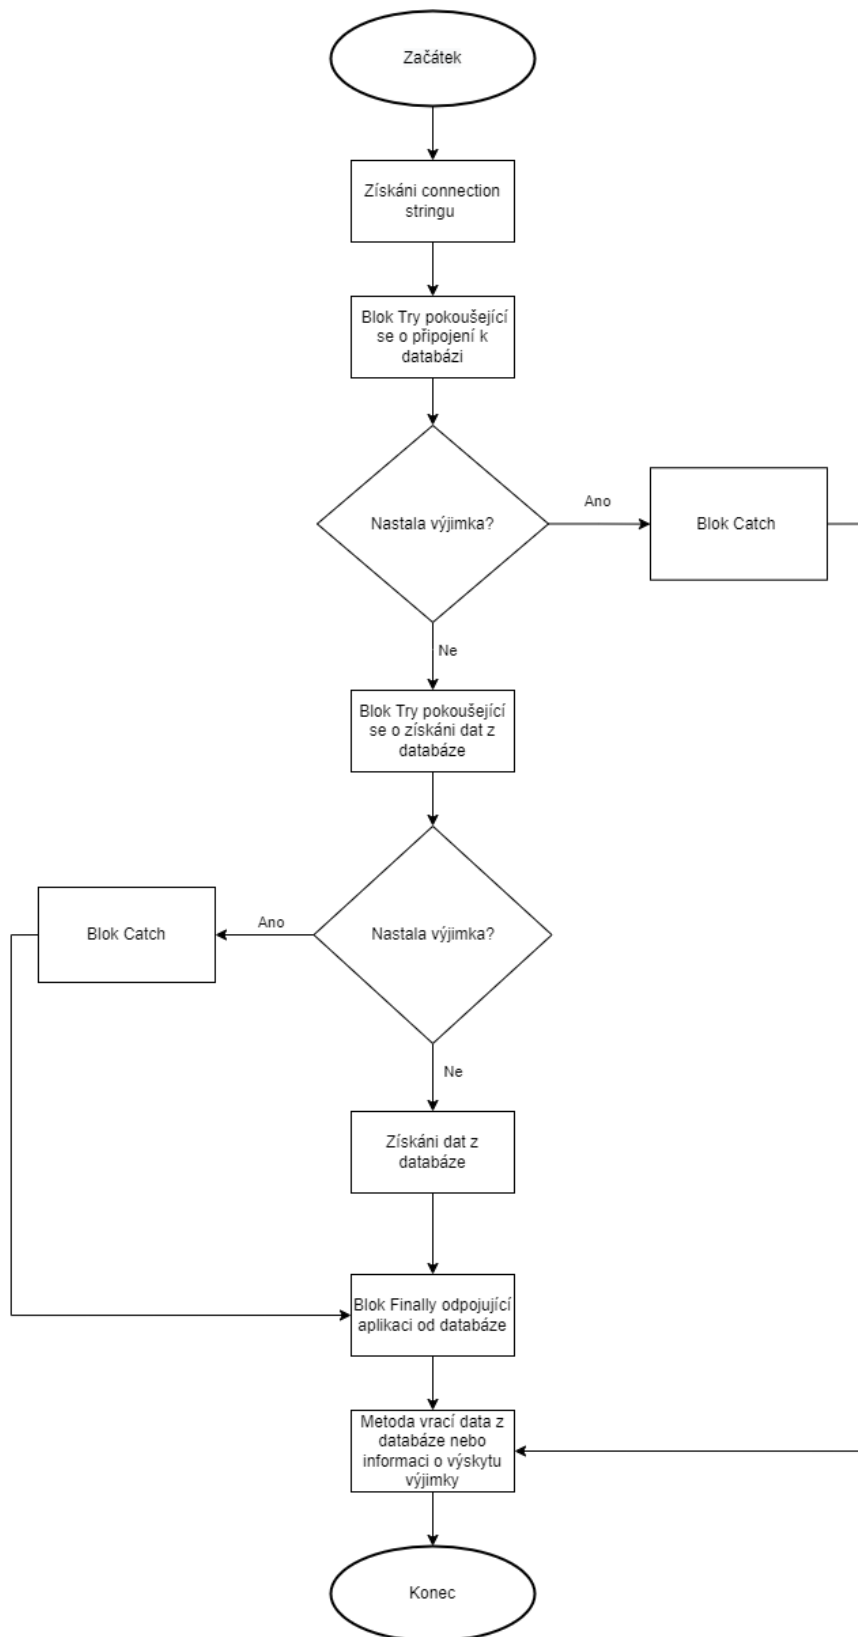 Začátek
Získáni connection
stringu
Blok Try pokoušející
se o připojení k
databázi
Nastala výjimka?
Ano
Blok Catch
Ne
Blok Try pokoušející
se o získáni dat z
databáze
Nastala výjimka?
Ano
Blok Catch
Ne
Získáni dat z
databáze
Blok Finally odpojující
aplikaci od databáze
Metoda vrací data z
databáze nebo
informaci o výskytu
výjimky
Konec